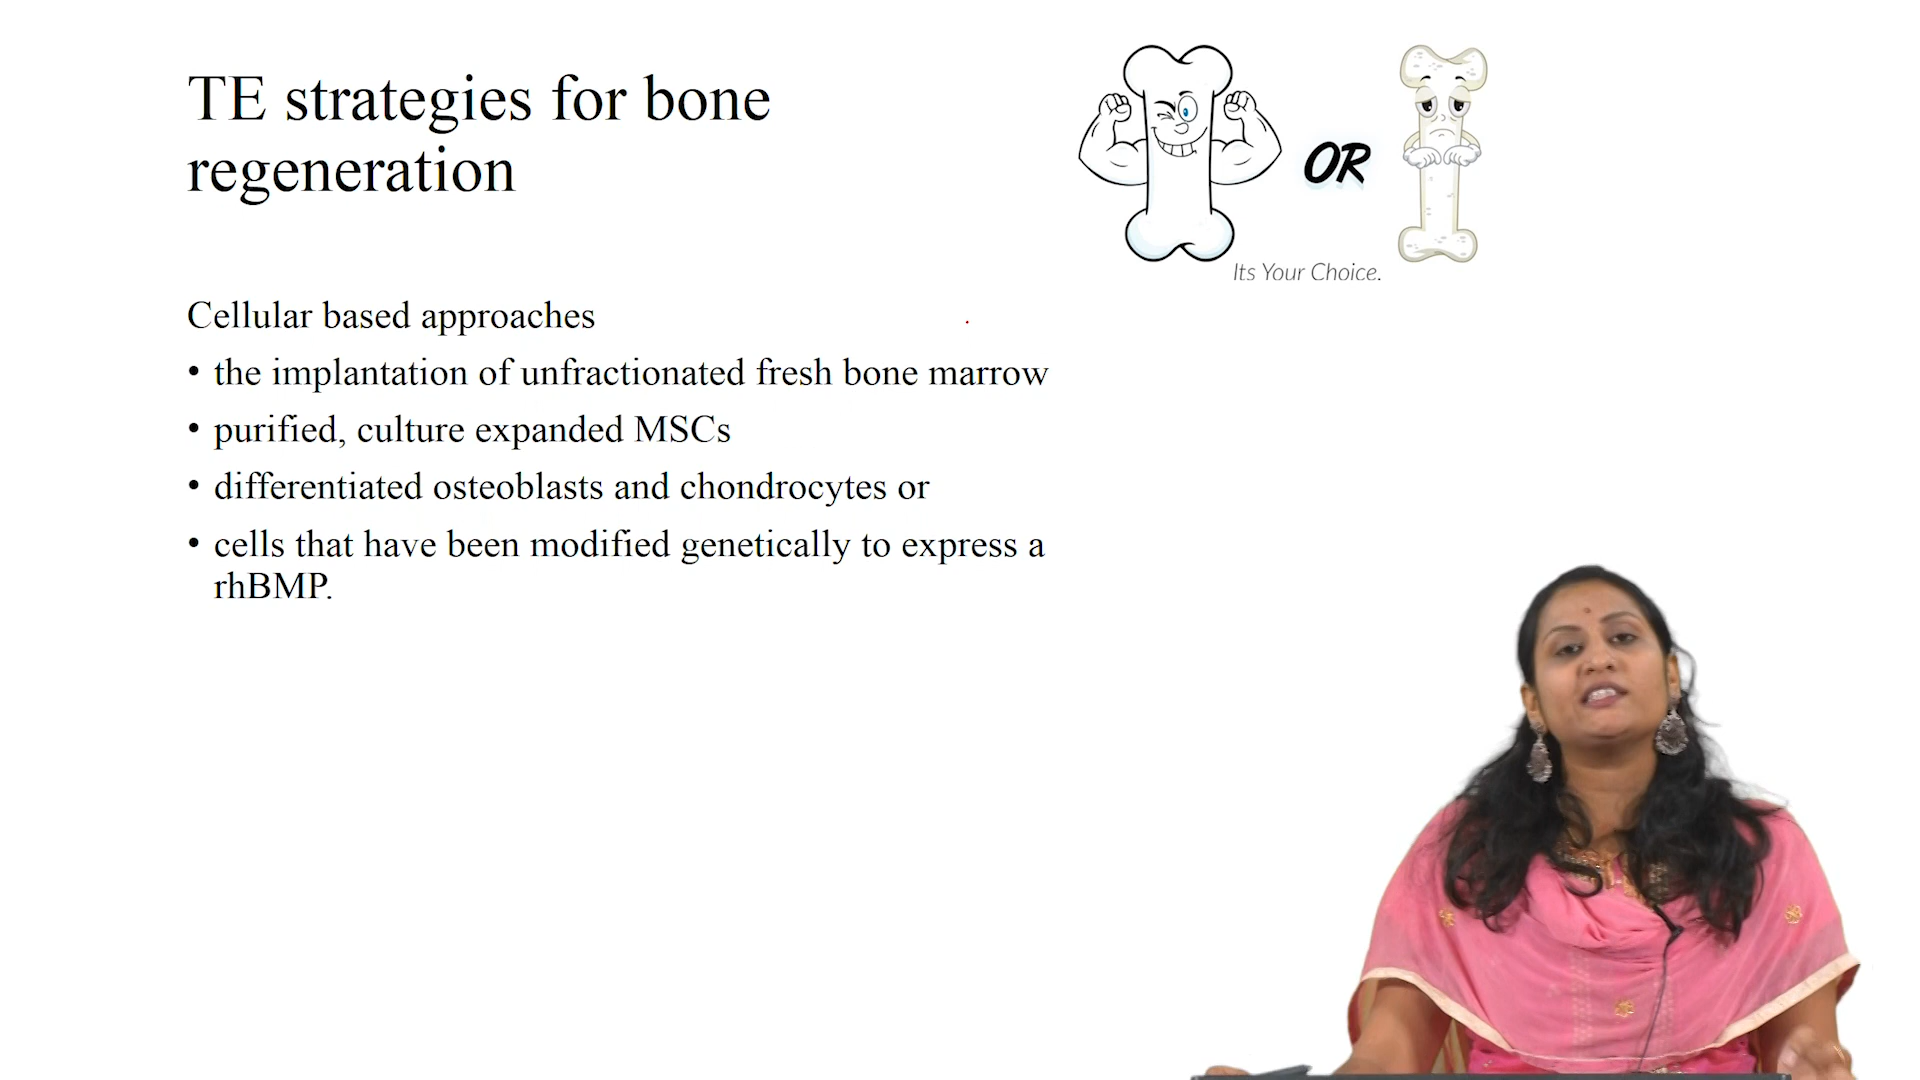 TE strategies for bone
regeneration
OR
Its Your Choice.
Cellular based approaches
• the implantation of unfractionated fresh bone marrow
• purified, culture expanded MSCs
• differentiated osteoblasts and chondrocytes or
• cells that have been modified genetically to express a
rhBMP.